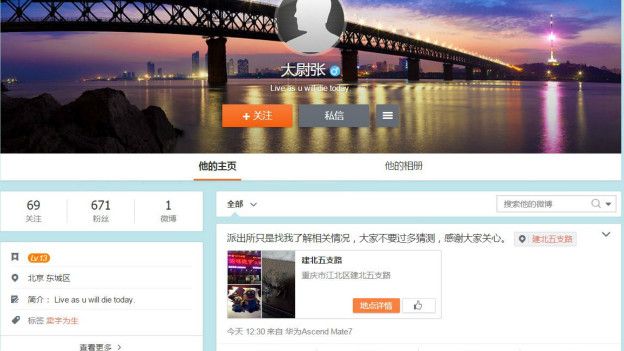 太尉张
Live as u will die today.
+ 关注
私信
他的主页
他的相册
69
671
1
关注
粉丝
微博
全部
搜索他的微博
派出所只是找我了解相关情况，大家不要过多猜测，感谢大家关心。 建北五支路
建北五支路
重庆市江北区建北五支路
地点详情
今天 12:30 来自 华为Ascend Mate7
Lv.13
北京 东城区
简介： Live as u will die today.
标签 卖字为生
查看更多 >